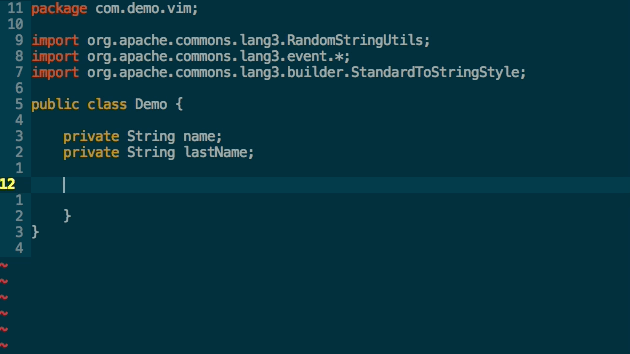 11 package com.demo.vim;
10
9 import org.apache.commons.lang3.RandomStringUtils;
8 import org.apache.commons.lang3.event.*;
7 import org.apache.commons.lang3.builder.StandardToStringStyle;
6
5 public class Demo {
4
3     private String name;
2     private String lastName;
1
12
1
2     }
3 }
4
~
~
~
~
~
~